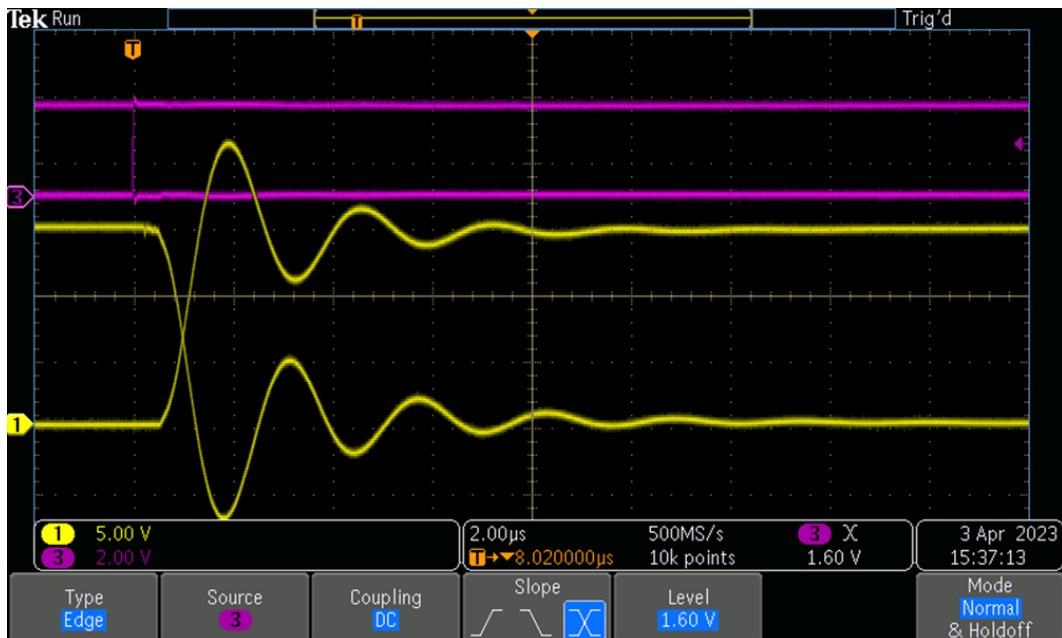 Tek Run Trig'd
T
T
3
1
1 5.00 V
3 2.00 V
2.00µs 500MS/s 3
T→▼8.020000µs 10k points 1.60 V
3 Apr 2023
15:37:13
Type
Edge
Source
3
Coupling
DC
Slope
Level
1.60 V
Mode
Normal
& Holdoff